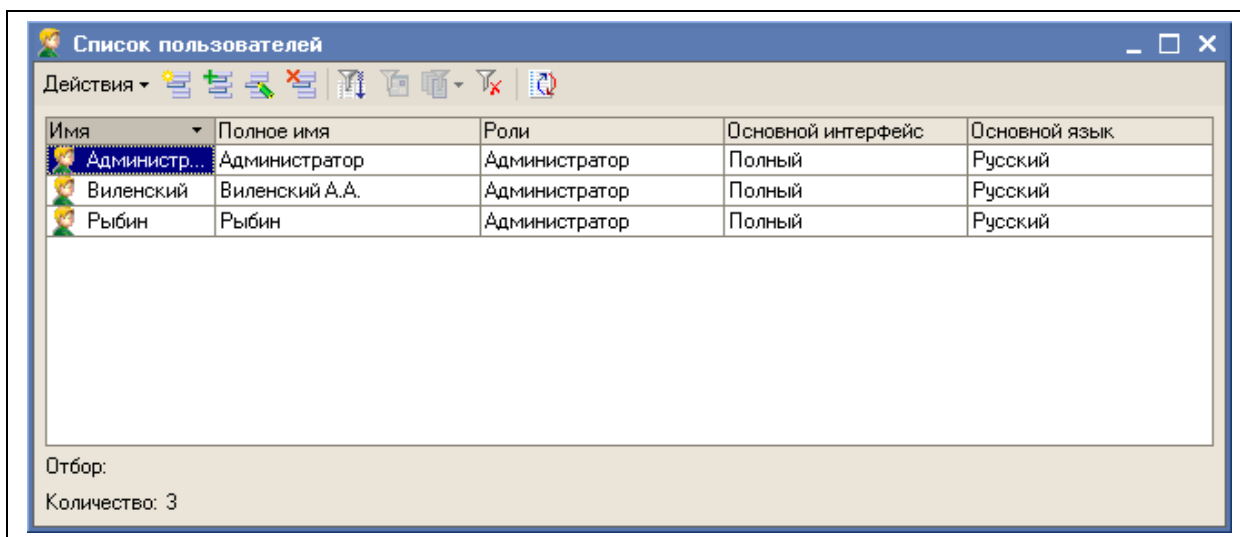 Список пользователей
Действия
Имя Полное имя Роли Основной интерфейс Основной язык
Администр... Администратор Администратор Полный Русский
Виленский Виленский А.А. Администратор Полный Русский
Рыбин Рыбин Администратор Полный Русский
Отбор:
Количество: 3